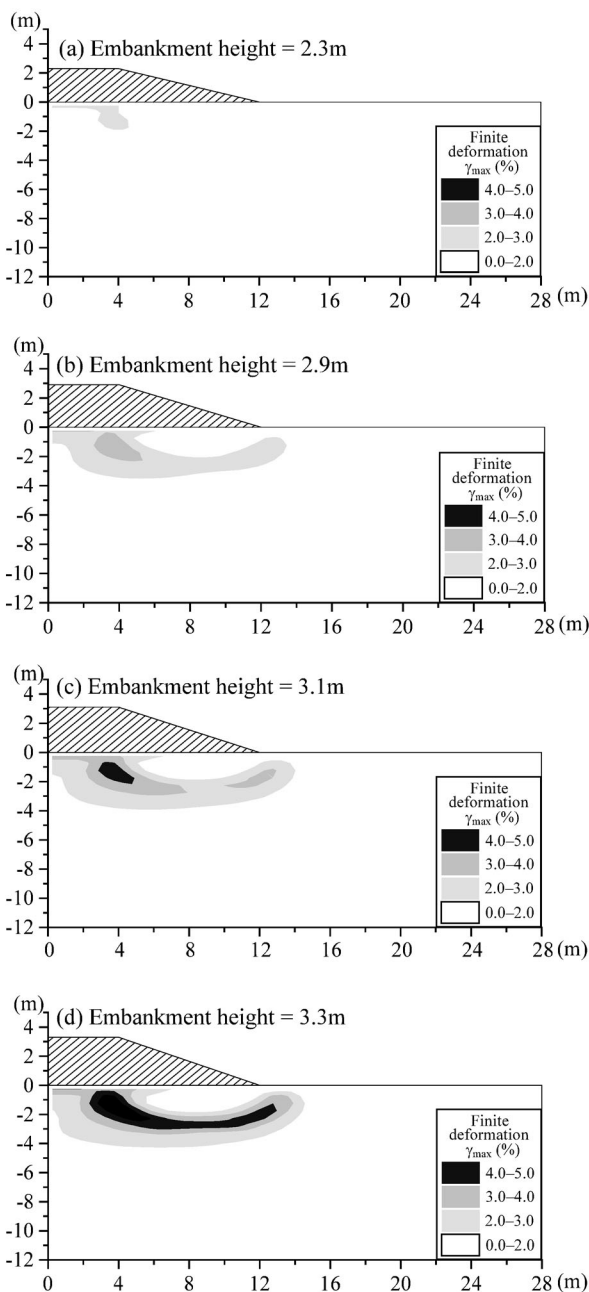 (m)
(a) Embankment height = 2.3m
4
2
0
-2
-4
-6
-8
-10
-12
Finite
deformation
γmax (%)
4.0–5.0
3.0–4.0
2.0–3.0
0.0–2.0
0 4 8 12 16 20 24 28 (m)
(m)
(b) Embankment height = 2.9m
4
2
0
-2
-4
-6
-8
-10
-12
Finite
deformation
γmax (%)
4.0–5.0
3.0–4.0
2.0–3.0
0.0–2.0
0 4 8 12 16 20 24 28 (m)
(m)
(c) Embankment height = 3.1m
4
2
0
-2
-4
-6
-8
-10
-12
Finite
deformation
γmax (%)
4.0–5.0
3.0–4.0
2.0–3.0
0.0–2.0
0 4 8 12 16 20 24 28 (m)
(m)
(d) Embankment height = 3.3m
4
2
0
-2
-4
-6
-8
-10
-12
Finite
deformation
γmax (%)
4.0–5.0
3.0–4.0
2.0–3.0
0.0–2.0
0 4 8 12 16 20 24 28 (m)